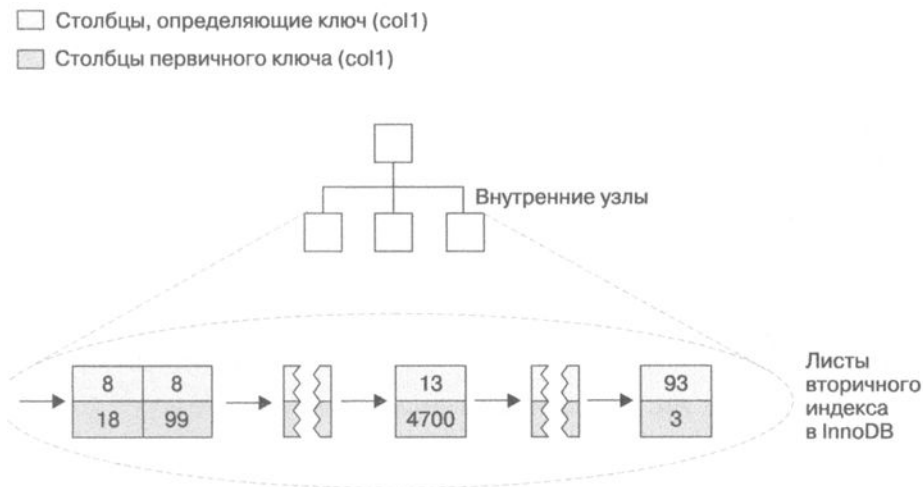 Столбцы, определяющие ключ (col1)
Столбцы первичного ключа (col1)
Внутренние узлы
8 8
18 99
13
4700
93
3
Листы
вторичного
индекса
в InnoDB